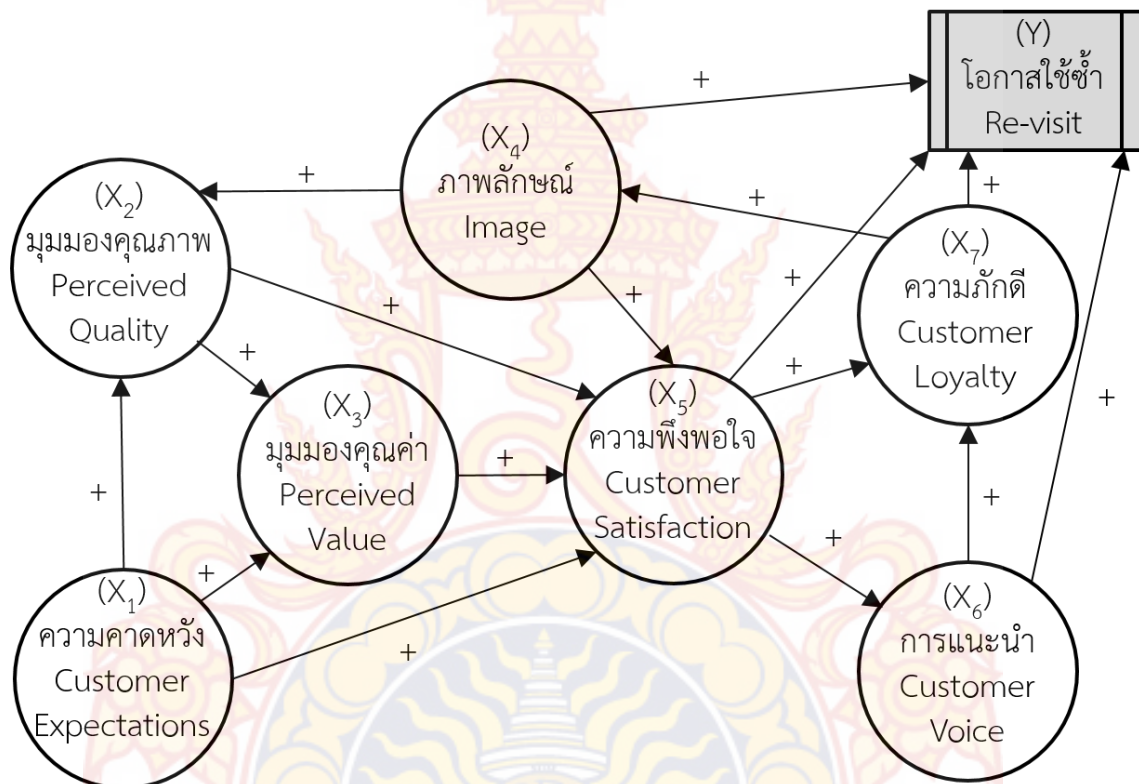 (Y)
โอกาสใช้ซ้ำ
Re-visit
+
(X₄)
ภาพลักษณ์
Image
+
+
(X₂)
มุมมองคุณภาพ
Perceived
Quality
(X₇)
ความภักดี
Customer
Loyalty
+
+
+
+
+
+
+
(X₃)
มุมมองคุณค่า
Perceived
Value
+
(X₅)
ความพึงพอใจ
Customer
Satisfaction
+
+
+
+
+
(X₁)
ความคาดหวัง
Customer
Expectations
+
(X₆)
การแนะนำ
Customer
Voice